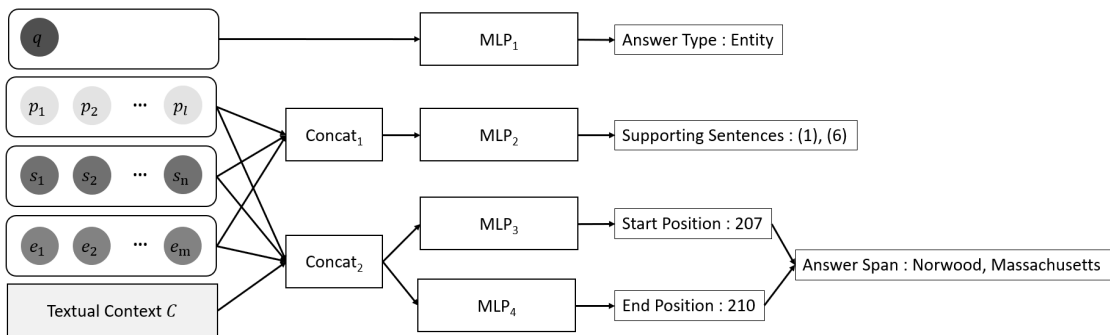 q MLP₁ Answer Type : Entity
p₁ p₂ ··· pₗ
Concat₁ MLP₂ Supporting Sentences : (1), (6)
s₁ s₂ ··· sₙ
MLP₃ Start Position : 207
e₁ e₂ ··· eₘ
Concat₂ Answer Span : Norwood, Massachusetts
Textual Context C MLP₄ End Position : 210